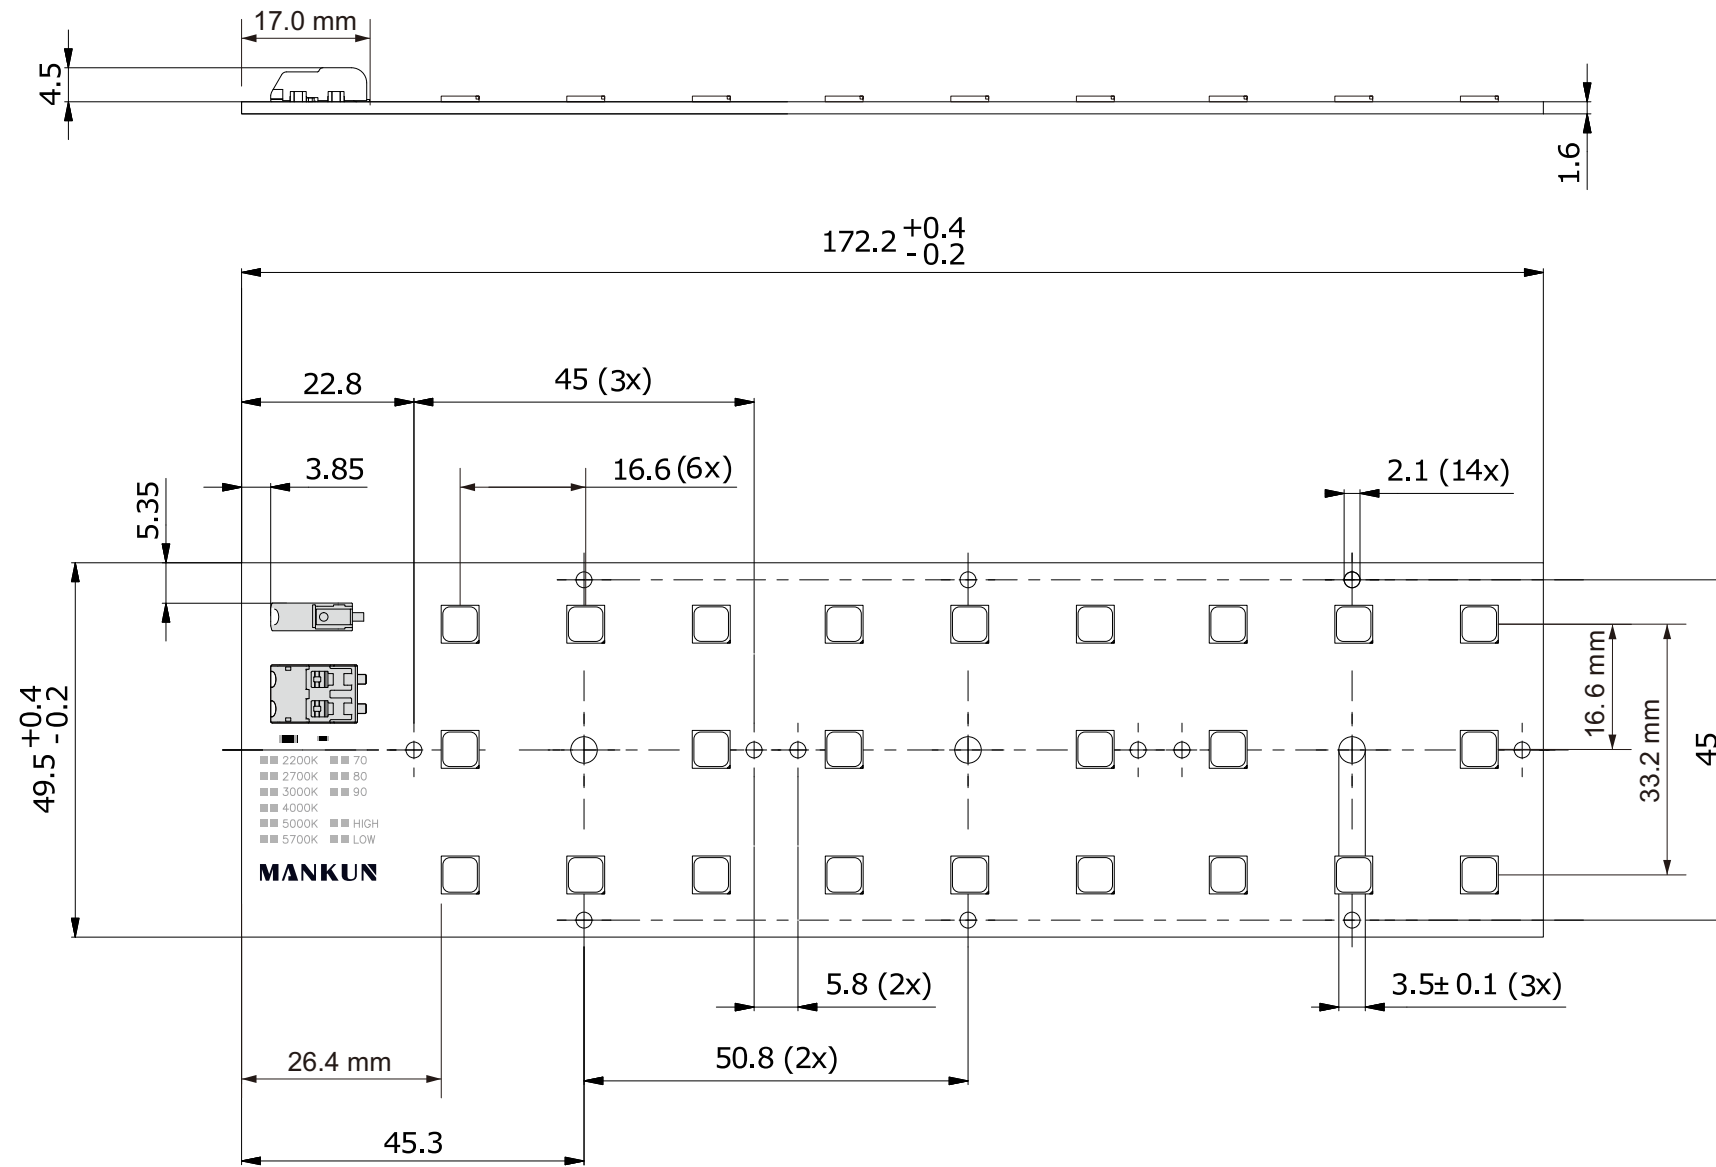 17.0 mm
4.5
1.6
172.2 +0.4
- 0.2
22.8
45 (3x)
3.85
16.6 (6x)
2.1 (14x)
5.35
49.5 +0.4
-0.2
16.6 mm
33.2 mm
45
2200K 70
2700K 80
3000K 90
4000K
5000K HIGH
5700K LOW
MANKUN
5.8 (2x)
3.5± 0.1 (3x)
26.4 mm
50.8 (2x)
45.3